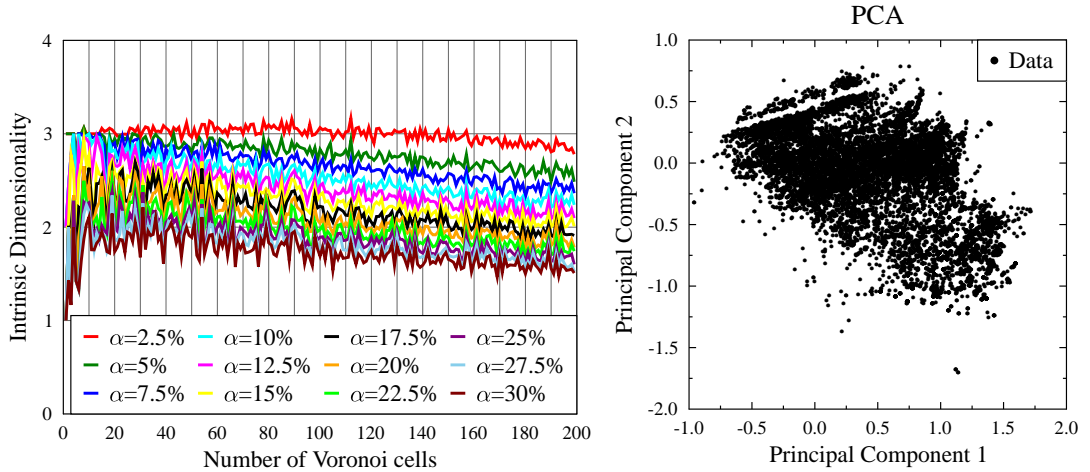 4
3
2
1
0
Intrinsic Dimensionality
α=2.5% α=10% α=17.5% α=25%
α=5% α=12.5% α=20% α=27.5%
α=7.5% α=15% α=22.5% α=30%
0 20 40 60 80 100 120 140 160 180 200
Number of Voronoi cells
PCA
Data
1.0
0.5
0.0
-0.5
-1.0
-1.5
-2.0
Principal Component 2
-1.0 -0.5 0.0 0.5 1.0 1.5 2.0
Principal Component 1